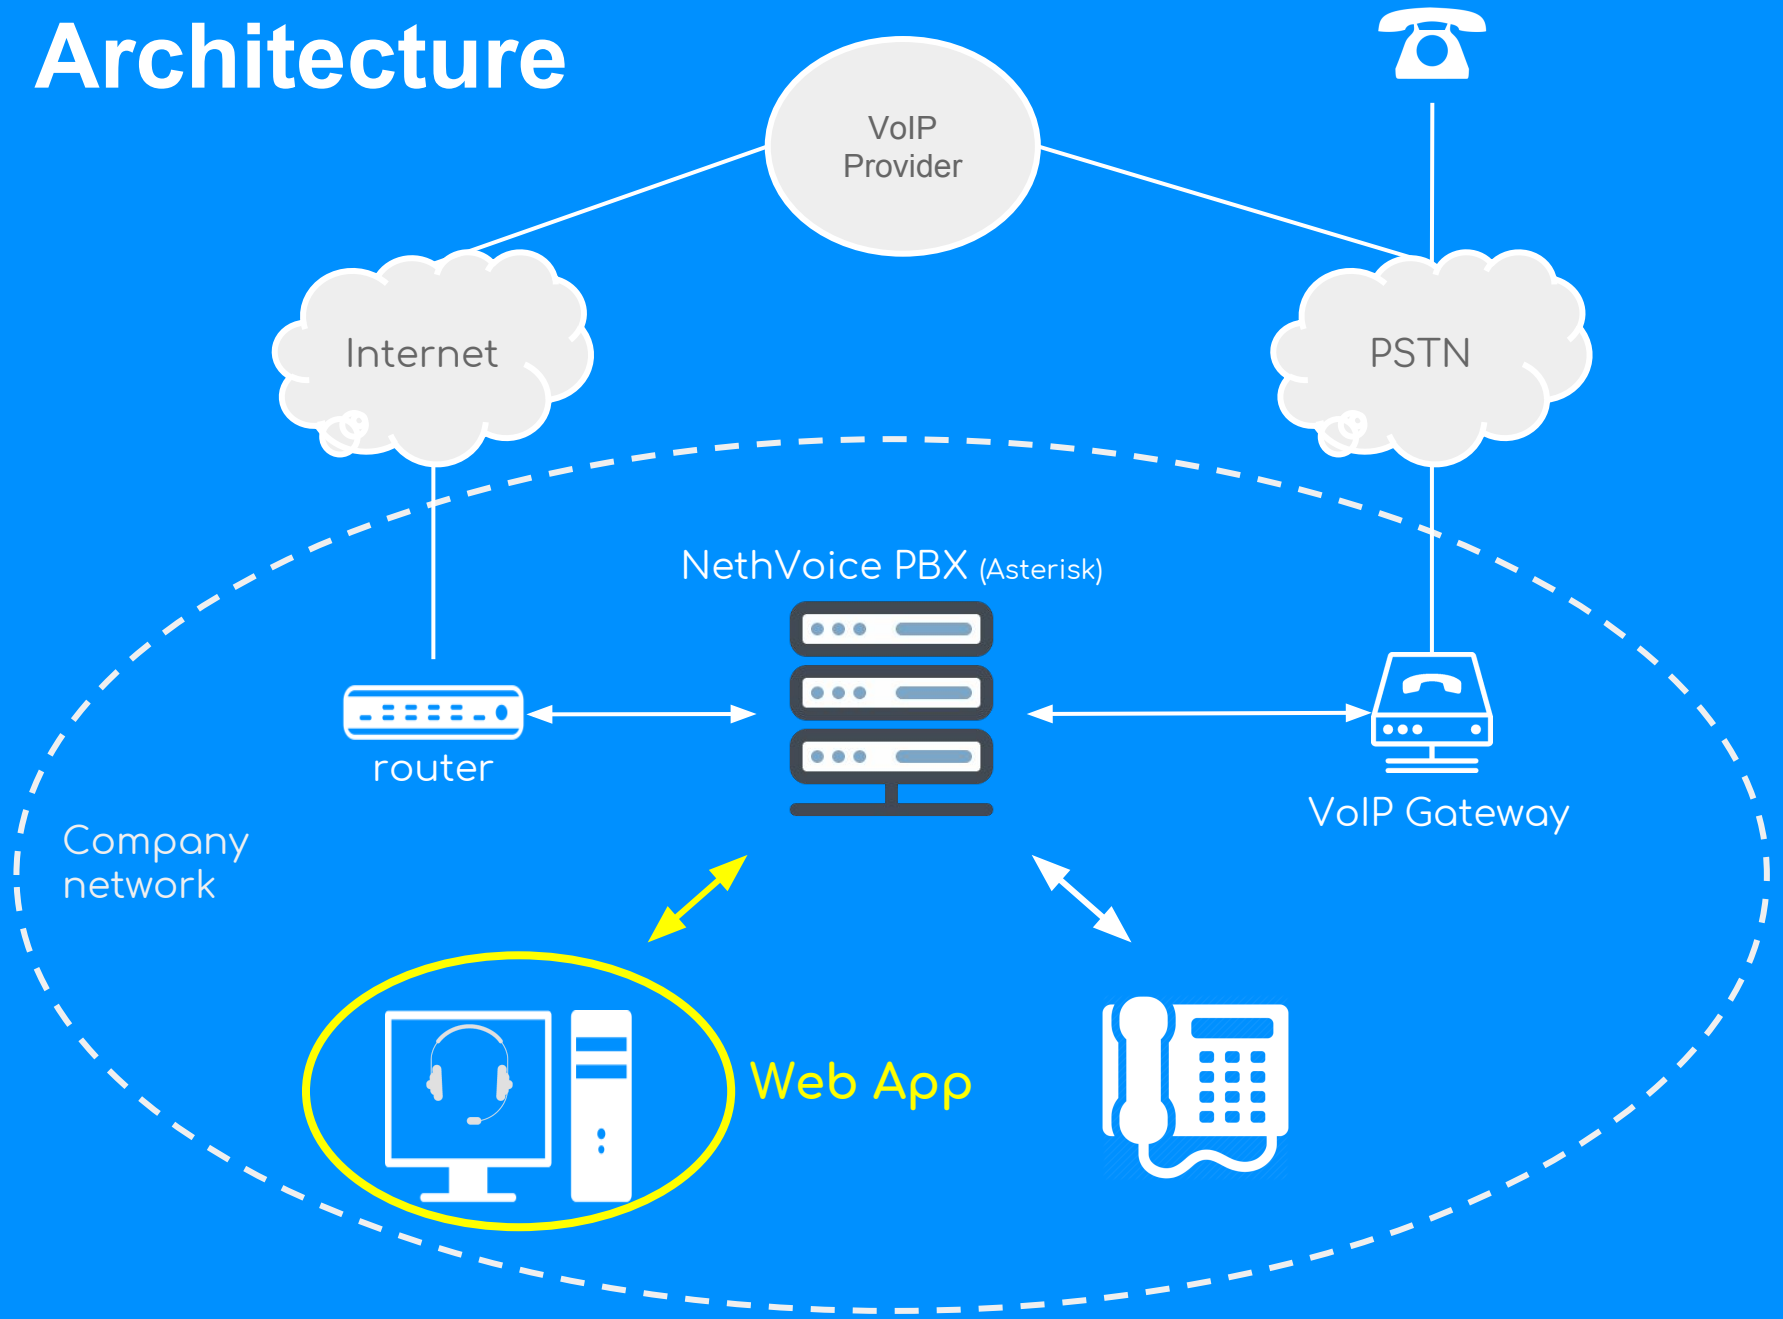 Architecture
VoIP
Provider
Internet
PSTN
NethVoice PBX (Asterisk)
router
VoIP Gateway
Company
network
Web App